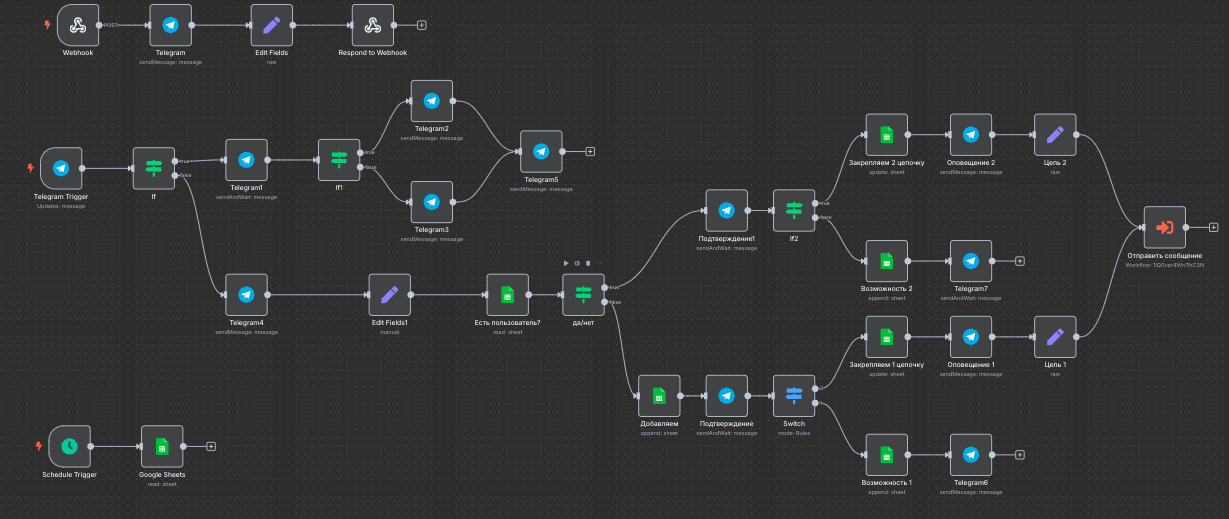 POST
Webhook
Telegram
sendMessage: message
Edit Fields
raw
Respond to Webhook
Telegram2
sendMessage: message
true
false
Telegram Trigger
Updates: message
true
false
If
Telegram1
sendAndWait: message
If1
Telegram3
sendMessage: message
Telegram5
sendMessage: message
Закрепляем 2 цепочку
update: sheet
Оповещение 2
sendMessage: message
Цепь 2
raw
Подтверждение1
sendAndWait: message
true
false
If2
Отправить сообщение
Возможность 2
append: sheet
Telegram7
sendAndWait: message
Telegram4
sendMessage: message
Edit Fields1
manual
Есть пользователь?
read: sheet
true
false
да/нет
Закрепляем 1 цепочку
update: sheet
Оповещение 1
sendMessage: message
Цепь 1
raw
Добавляем
append: sheet
Подтверждение
sendAndWait: message
Switch
mode: Rules
Schedule Trigger
Google Sheets
read: sheet
Возможность 1
append: sheet
Telegram6
sendMessage: message